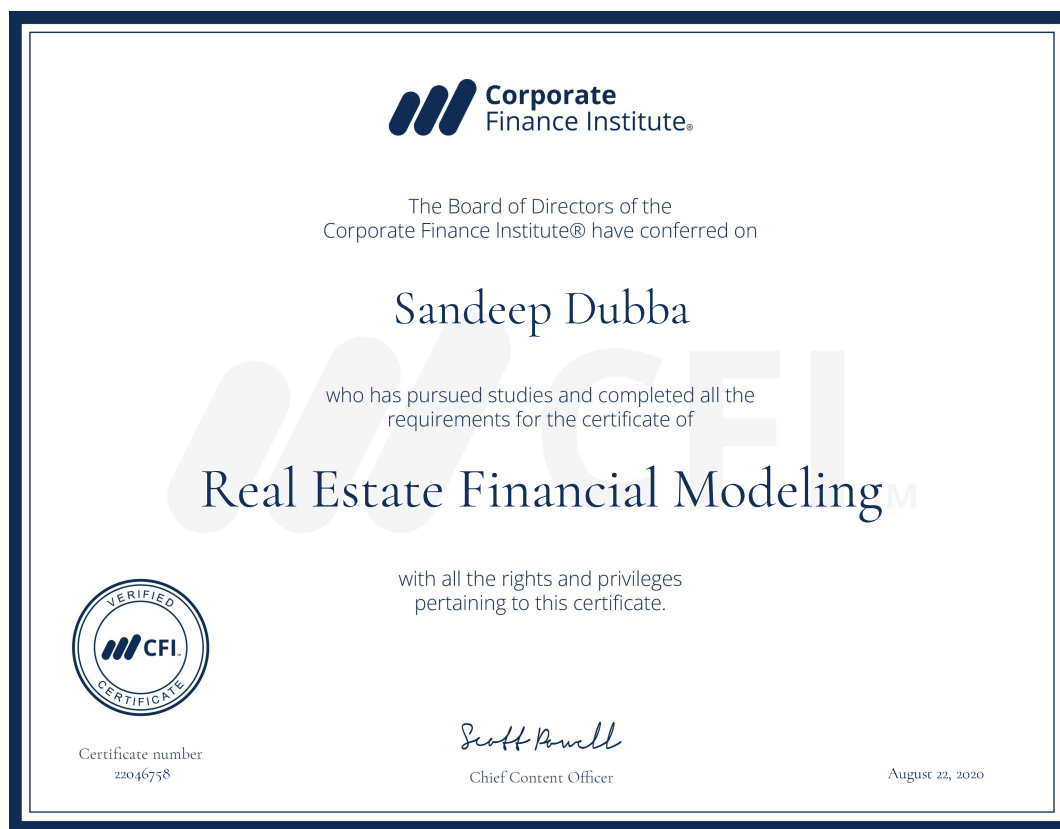 Corporate
Finance Institute®
The Board of Directors of the
Corporate Finance Institute® have conferred on
Sandeep Dubba
who has pursued studies and completed all the
requirements for the certificate of
CFI TM
Real Estate Financial Modeling
with all the rights and privileges
pertaining to this certificate.
VERIFIED
CFI™
CERTIFICATE
Scott Powell
Certificate number
22046758
Chief Content Officer
August 22, 2020